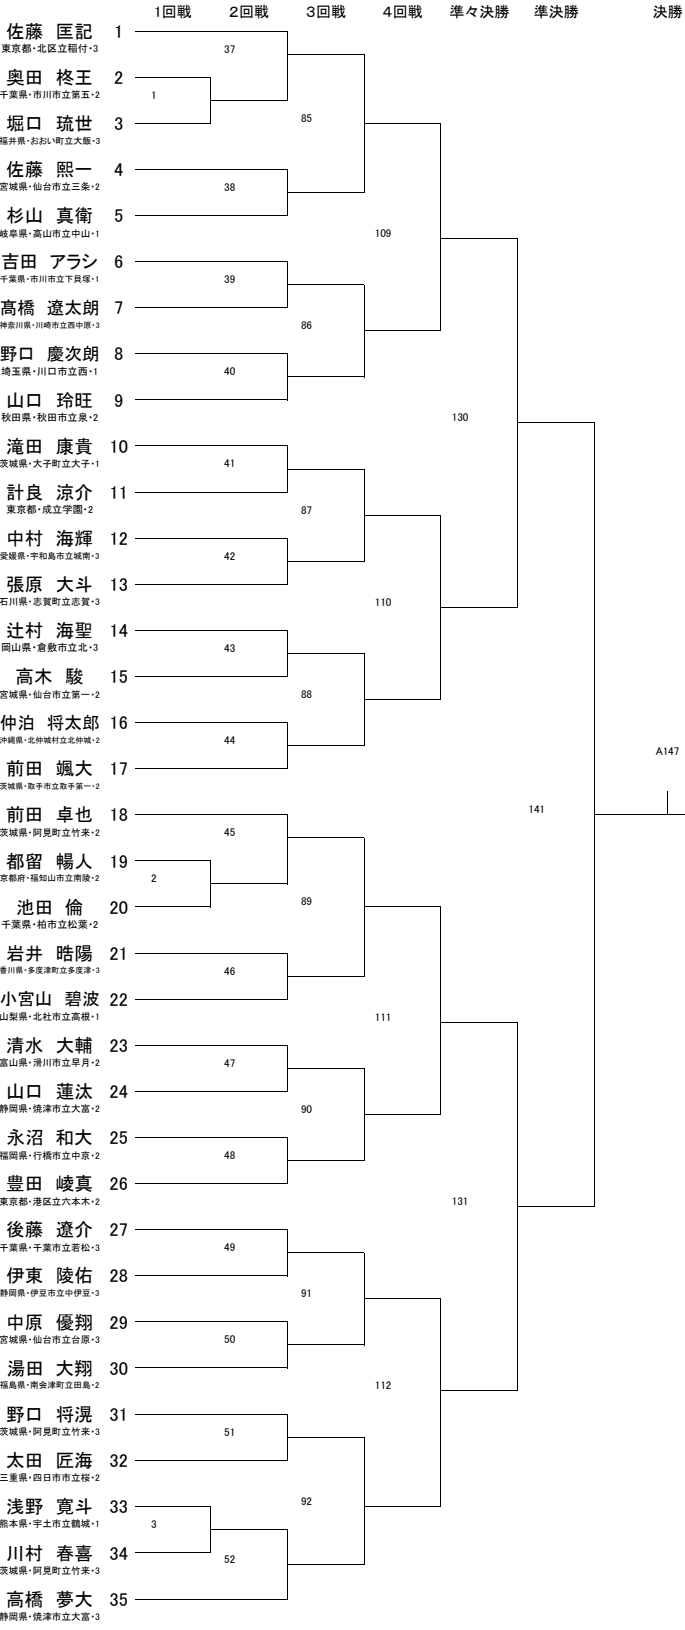 1回戦 2回戦 3回戦 4回戦 準々決勝 準決勝 決勝
佐藤 匡記 1
東京都・北区立稲付・3
37
奥田 柊王 2
千葉県・市川市立第五・2
1
堀口 琉世 3
福井県・おおい町立大飯・3
85
佐藤 熙一 4
宮城県・仙台市立三条・2
38
杉山 真衛 5
岐阜県・高山市立中山・1
109
吉田 アラシ 6
千葉県・市川市立下貝塚・1
39
髙橋 遼太朗 7
神奈川県・川崎市立西中原・3
86
野口 慶次朗 8
埼玉県・川口市立西・1
40
山口 玲旺 9
秋田県・秋田市立泉・2
130
滝田 康貴 10
茨城県・大子町立大子・1
41
計良 涼介 11
東京都・成立学園・2
87
中村 海輝 12
愛媛県・宇和島市立城南・3
42
張原 大斗 13
石川県・志賀町立志賀・3
110
辻村 海聖 14
岡山県・倉敷市立北・3
43
高木 駿 15
宮城県・仙台市立第一・2
88
仲泊 将太郎 16
沖縄県・北中城村立北中城・2
44
前田 颯大 17
茨城県・取手市立取手第一・2
A147
前田 卓也 18
茨城県・阿見町立竹来・2
45
141
都留 暢人 19
京都府・福知山市立南陵・2
2
池田 倫 20
千葉県・柏市立松葉・2
89
岩井 晧陽 21
香川県・多度津町立多度津・3
46
小宮山 碧波 22
山梨県・北杜市立高根・1
111
清水 大輔 23
富山県・滑川市立早月・2
47
山口 蓮汰 24
静岡県・焼津市立大富・2
90
永沼 和大 25
福岡県・行橋市立中京・2
48
豊田 崚真 26
東京都・港区立六本木・2
131
後藤 遼介 27
千葉県・千葉市立若松・3
49
伊東 陵佑 28
静岡県・伊豆市立中伊豆・3
91
中原 優翔 29
宮城県・仙台市立台原・3
50
湯田 大翔 30
福島県・南会津町立田島・2
112
野口 将滉 31
茨城県・阿見町立竹来・3
51
太田 匠海 32
三重県・四日市市立桜・2
92
浅野 寛斗 33
熊本県・宇土市立鶴城・1
3
川村 春喜 34
茨城県・阿見町立竹来・3
52
高橋 夢大 35
静岡県・焼津市立大富・3